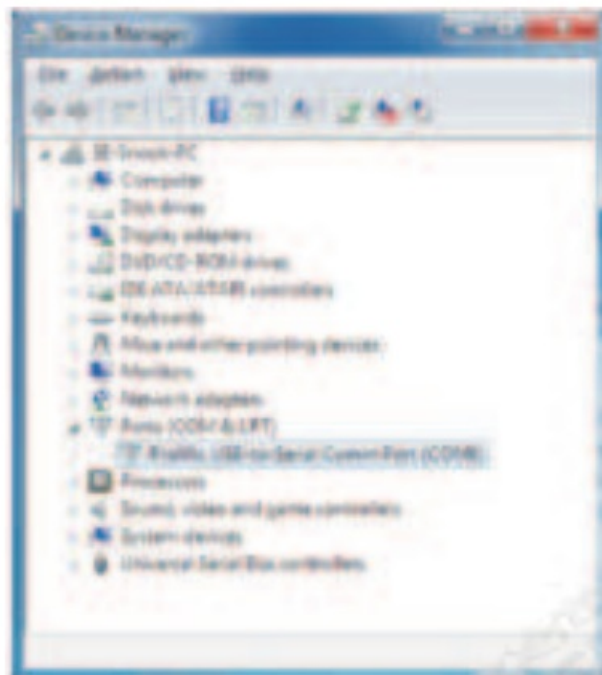 Device Manager
File Action View Help
Computer
Disk drives
Display adapters
DVD/CD-ROM drives
IDE ATA/ATAPI controllers
Keyboards
Mice and other pointing devices
Monitors
Network adapters
Ports (COM & LPT)
USB-to-Serial Comm Port
Processors
Sound, video and game controllers
System devices
Universal Serial Bus controllers